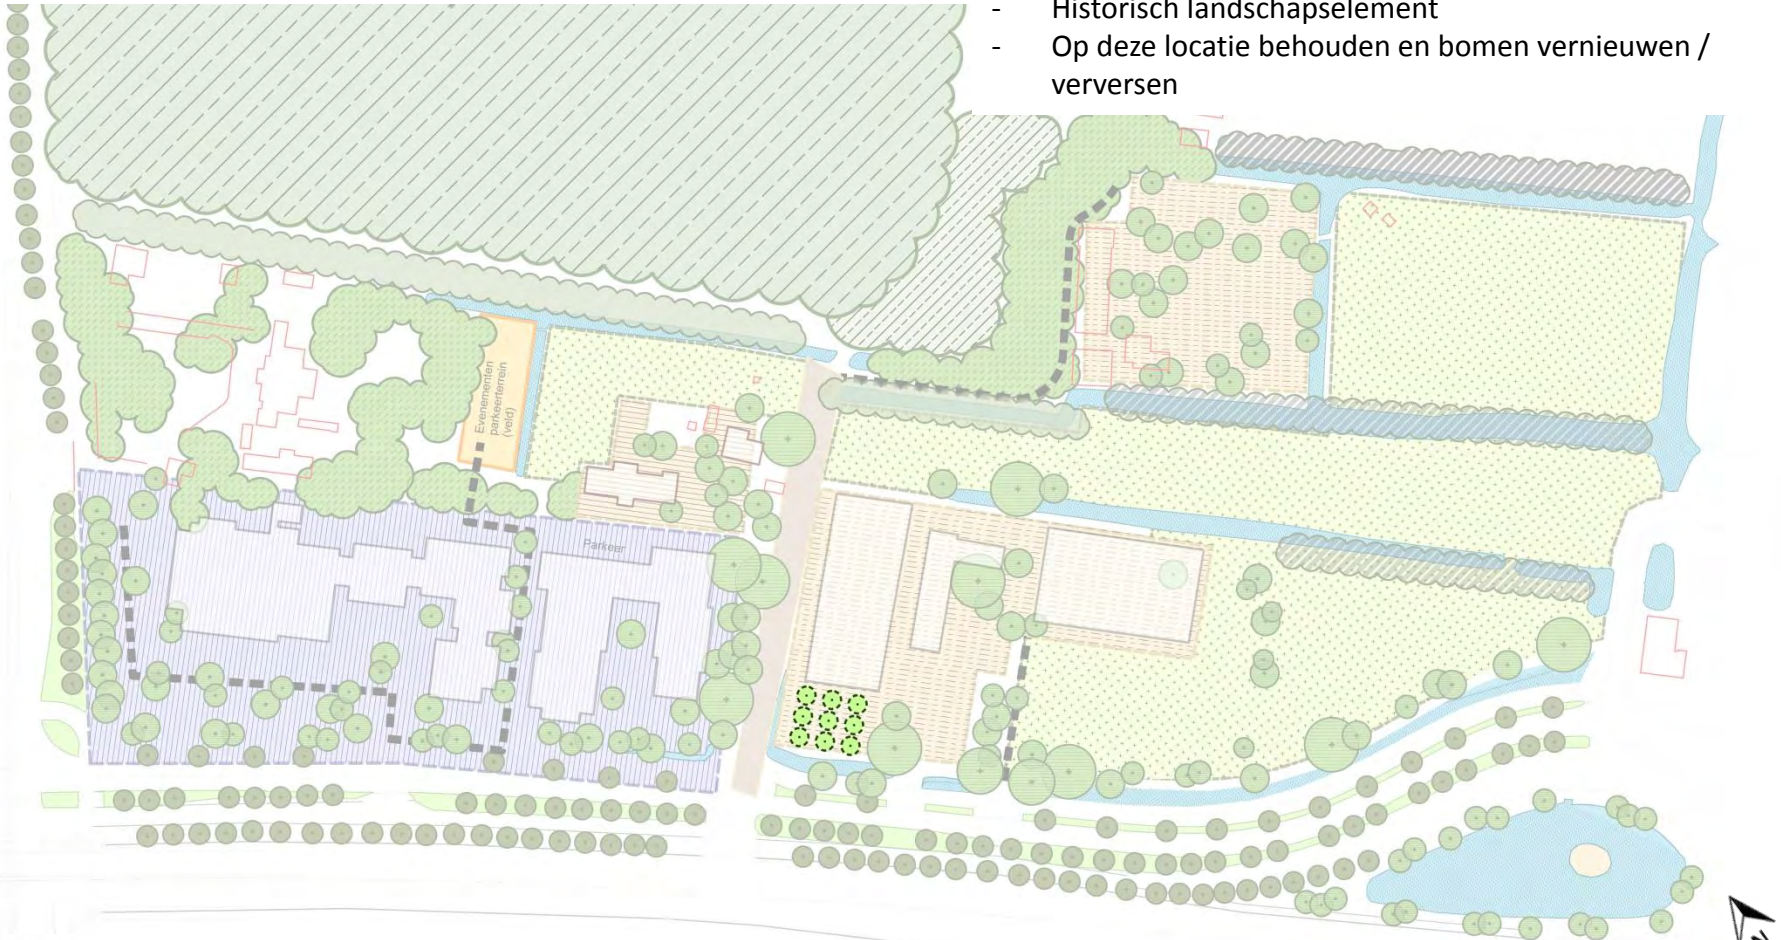 - Historisch landschapselement
- Op deze locatie behouden en bomen vernieuwen /
verversen
Evenementen
parkeerterrein
(veld)
Parkeer